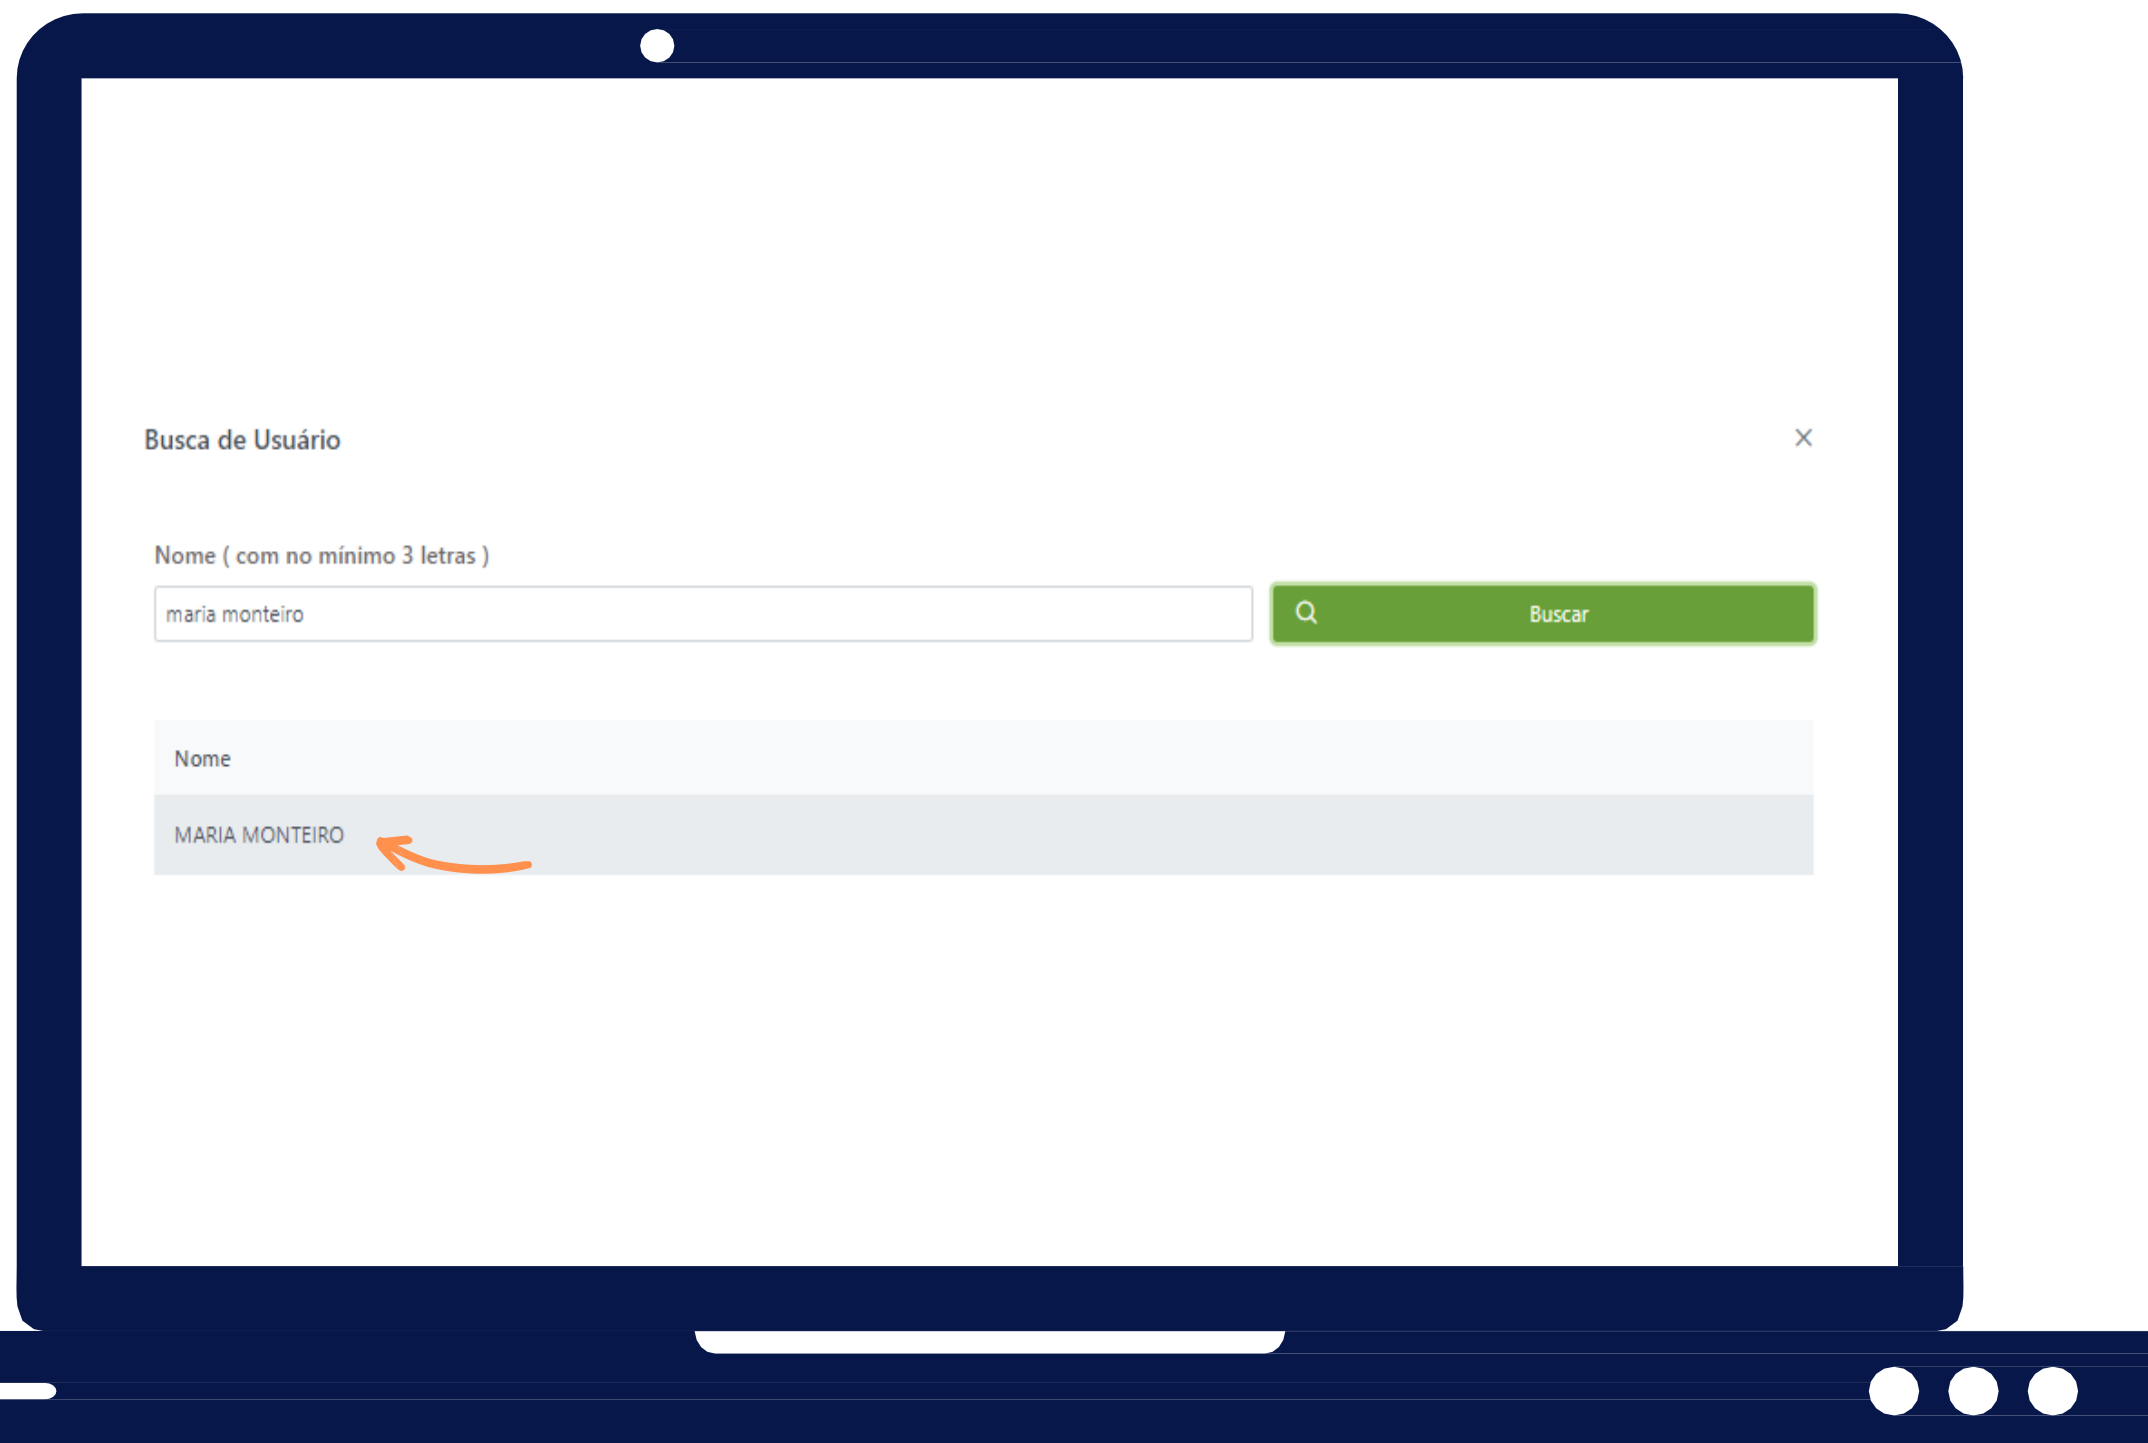 Busca de Usuário
Nome ( com no mínimo 3 letras )
maria monteiro
Buscar
Nome
MARIA MONTEIRO